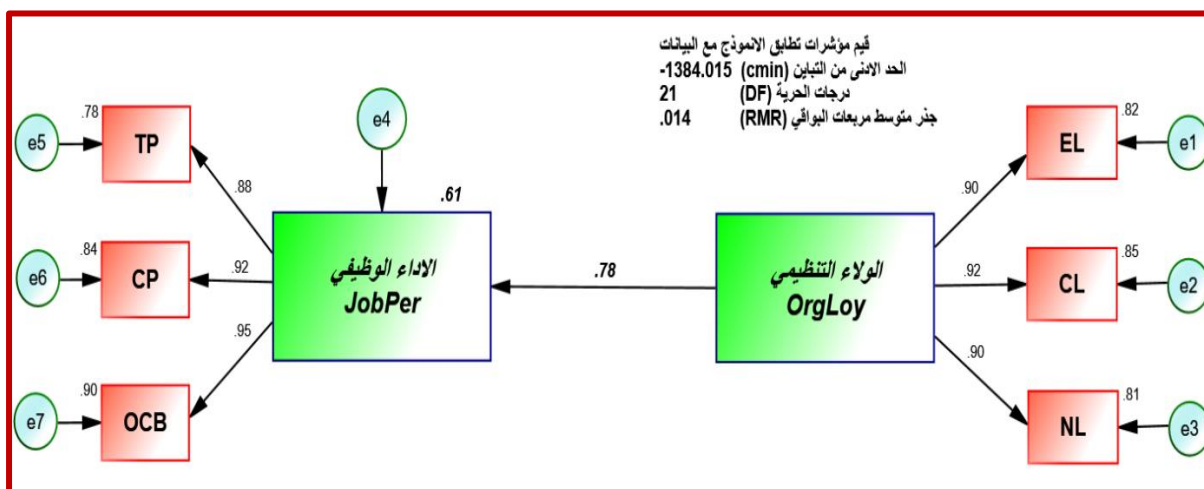 قيم مؤشرات تطابق الانموذج مع البيانات
الحد الادنى من التباين (cmin) -1384.015
درجات الحرية (DF) 21
جذر متوسط مربعات البواقي (RMR) .014
e5
.78
TP
e4
.82
EL
e1
.88
.61
.90
e6
.84
CP
.92
الاداء الوظيفي
JobPer
.78
الولاء التنظيمي
OrgLoy
.92
.85
CL
e2
.95
.90
e7
.90
OCB
.81
NL
e3